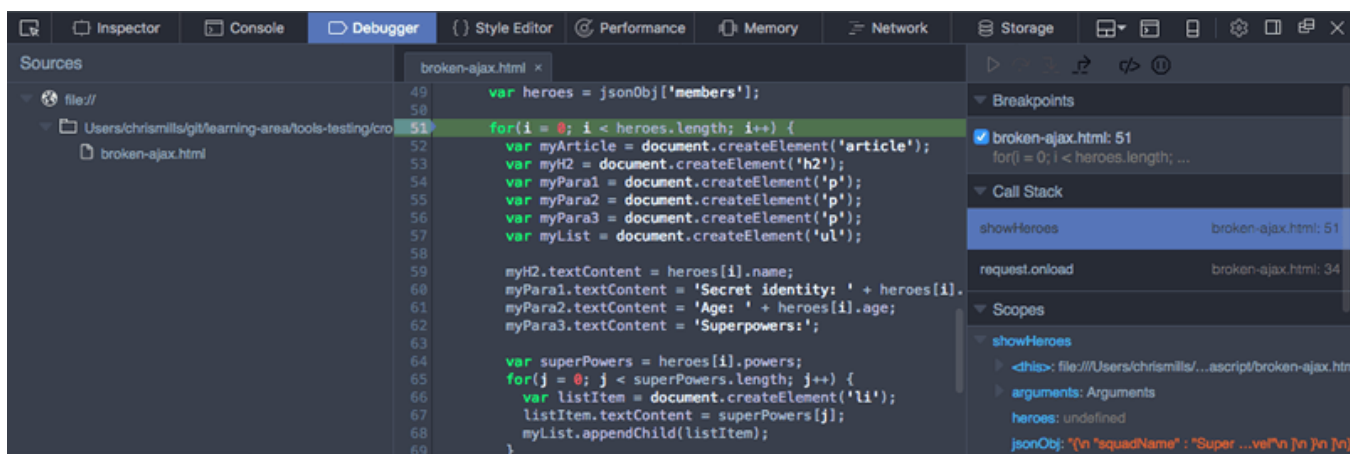 Inspector Console Debugger { } Style Editor Performance Memory Network Storage
Sources
file://
Users/chrismills/git/learning-area/tools-testing/cro
broken-ajax.html
broken-ajax.html ×
49 var heroes = jsonObj['members'];
50
51 for(i = 0; i < heroes.length; i++) {
52 var myArticle = document.createElement('article');
53 var myH2 = document.createElement('h2');
54 var myPara1 = document.createElement('p');
55 var myPara2 = document.createElement('p');
56 var myPara3 = document.createElement('p');
57 var myList = document.createElement('ul');
58
59 myH2.textContent = heroes[i].name;
60 myPara1.textContent = 'Secret identity: ' + heroes[i].
61 myPara2.textContent = 'Age: ' + heroes[i].age;
62 myPara3.textContent = 'Superpowers:';
63
64 var superPowers = heroes[i].powers;
65 for(j = 0; j < superPowers.length; j++) {
66 var listItem = document.createElement('li');
67 listItem.textContent = superPowers[j];
68 myList.appendChild(listItem);
69 }
Breakpoints
broken-ajax.html: 51
for(i = 0; i < heroes.length; ...
Call Stack
showHeroes broken-ajax.html: 51
request.onload broken-ajax.html: 34
Scopes
showHeroes
<this>: file:///Users/chrismills/...ascript/broken-ajax.htm
arguments: Arguments
heroes: undefined
jsonObj: "{\n "squadName" : "Super ...vel"\n ]\n }\n ]\n}